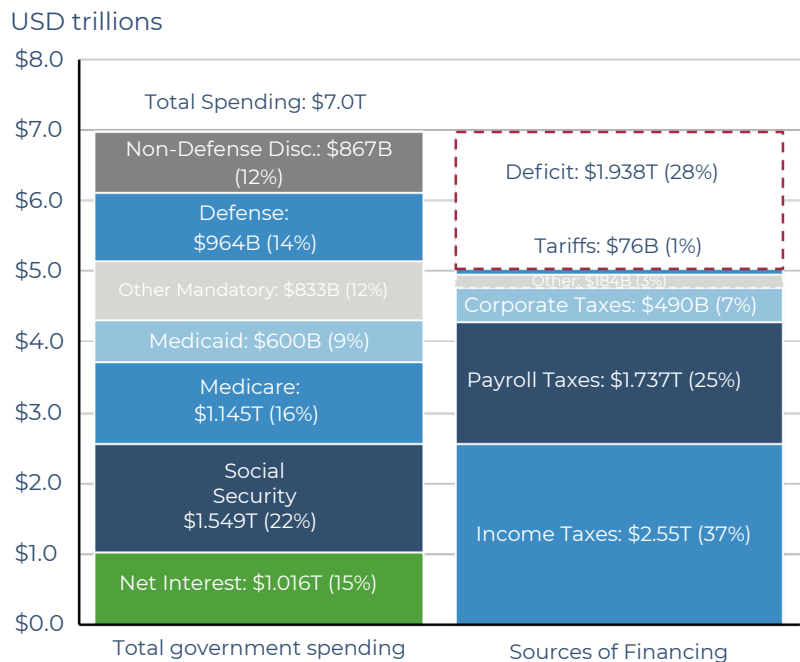 USD trillions
$8.0
$7.0
$6.0
$5.0
$4.0
$3.0
$2.0
$1.0
$0.0
Total Spending: $7.0T
Non-Defense Disc.: $867B
(12%)
Defense:
$964B (14%)
Other Mandatory: $833B (12%)
Medicaid: $600B (9%)
Medicare:
$1.145T (16%)
Social
Security
$1.549T (22%)
Net Interest: $1.016T (15%)
Total government spending
Deficit: $1.938T (28%)
Tariffs: $76B (1%)
Other: $184B (3%)
Corporate Taxes: $490B (7%)
Payroll Taxes: $1.737T (25%)
Income Taxes: $2.55T (37%)
Sources of Financing